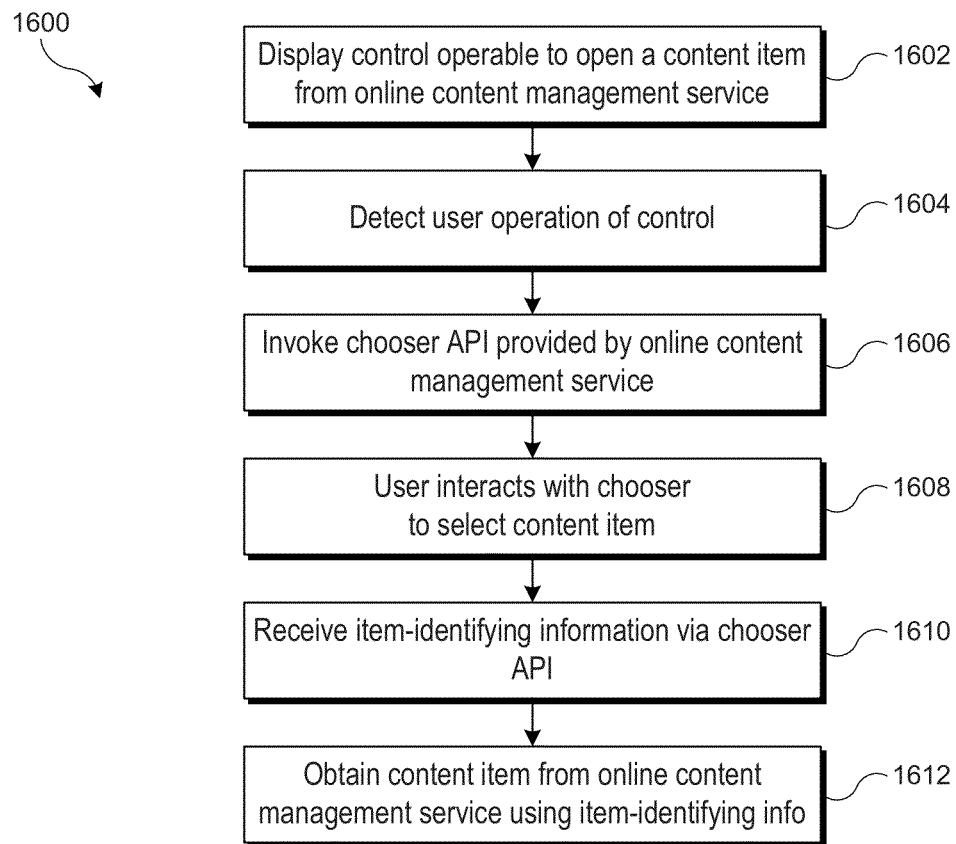 1600
Display control operable to open a content item
from online content management service
1602
Detect user operation of control
1604
Invoke chooser API provided by online content
management service
1606
User interacts with chooser
to select content item
1608
Receive item-identifying information via chooser
API
1610
Obtain content item from online content
management service using item-identifying info
1612